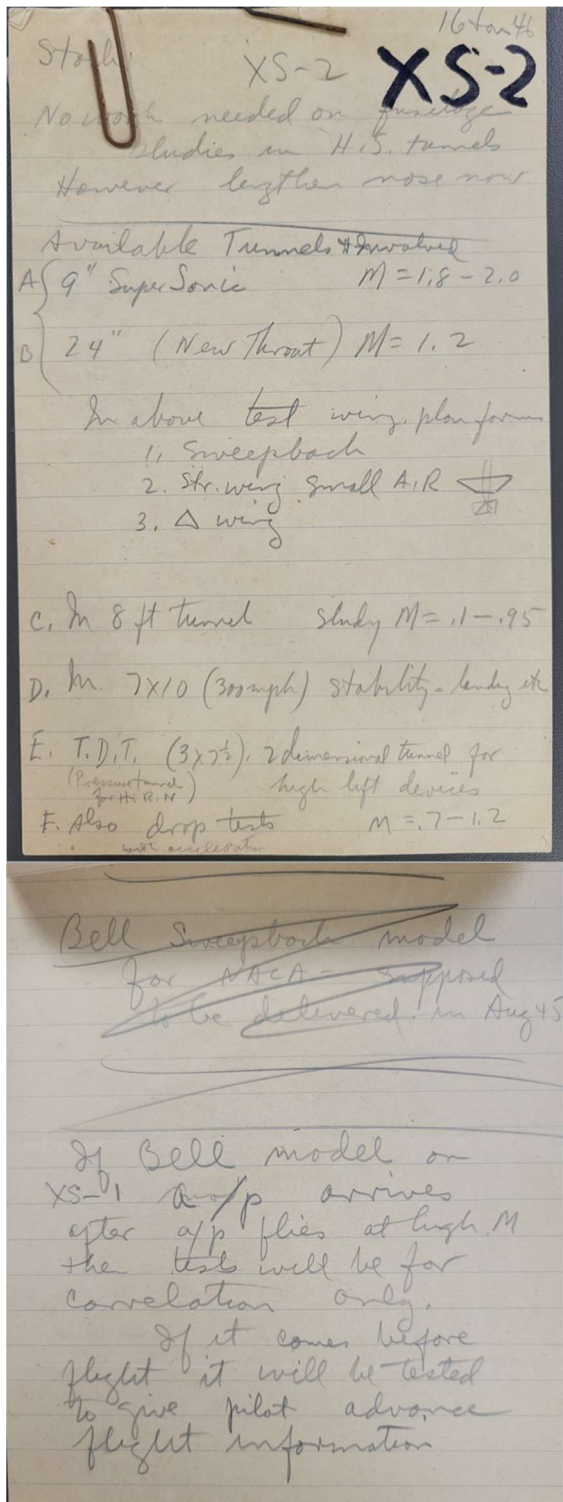 16 Jan 46
XS-2 XS-2
No work needed on fuselage
studies in H.S. tunnels
However lengthen nose now
Available Tunnels & Involved
A 9" SuperSonic M = 1.8 - 2.0
B 24" (New Throat) M = 1.2
In above test wing plan forms
1. Sweepback
2. Str. wing small A.R
3. Δ wing
C. In 8 ft tunnel study M = .1 - .95
D. In 7x10 (300 mph) stability - landing etc
E. T.D.T. (3x7½). 2 dimensional tunnel for
(Pressure tunnel high lift devices
for H.R.N)
F. Also drop tests M = .7 - 1.2
with acceleration
Bell Sweepback model
for NACA - supposed
to be delivered in Aug 45
If Bell model on
XS-1 arrives
after a/p flies at high M
then tests will be for
correlation only.
If it comes before
flight it will be tested
to give pilot advance
flight information